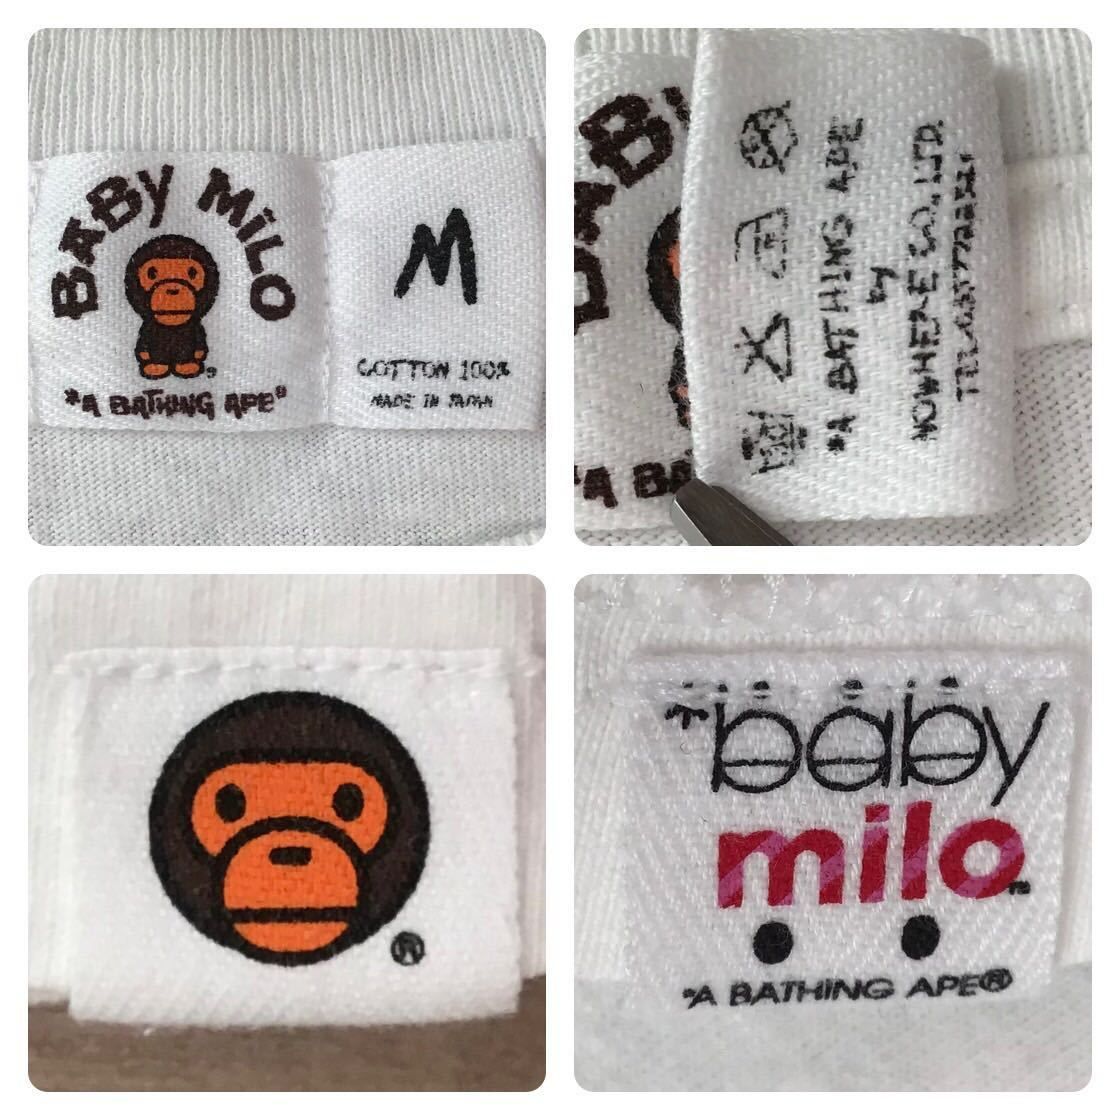 BABY MiLO
"A BATHING APE"
M
COTTON 100%
MADE IN JAPAN
"A BATHING APE
by
NOWHERE CO., LTD.
"A BA
®
baby
milo
"A BATHING APE®